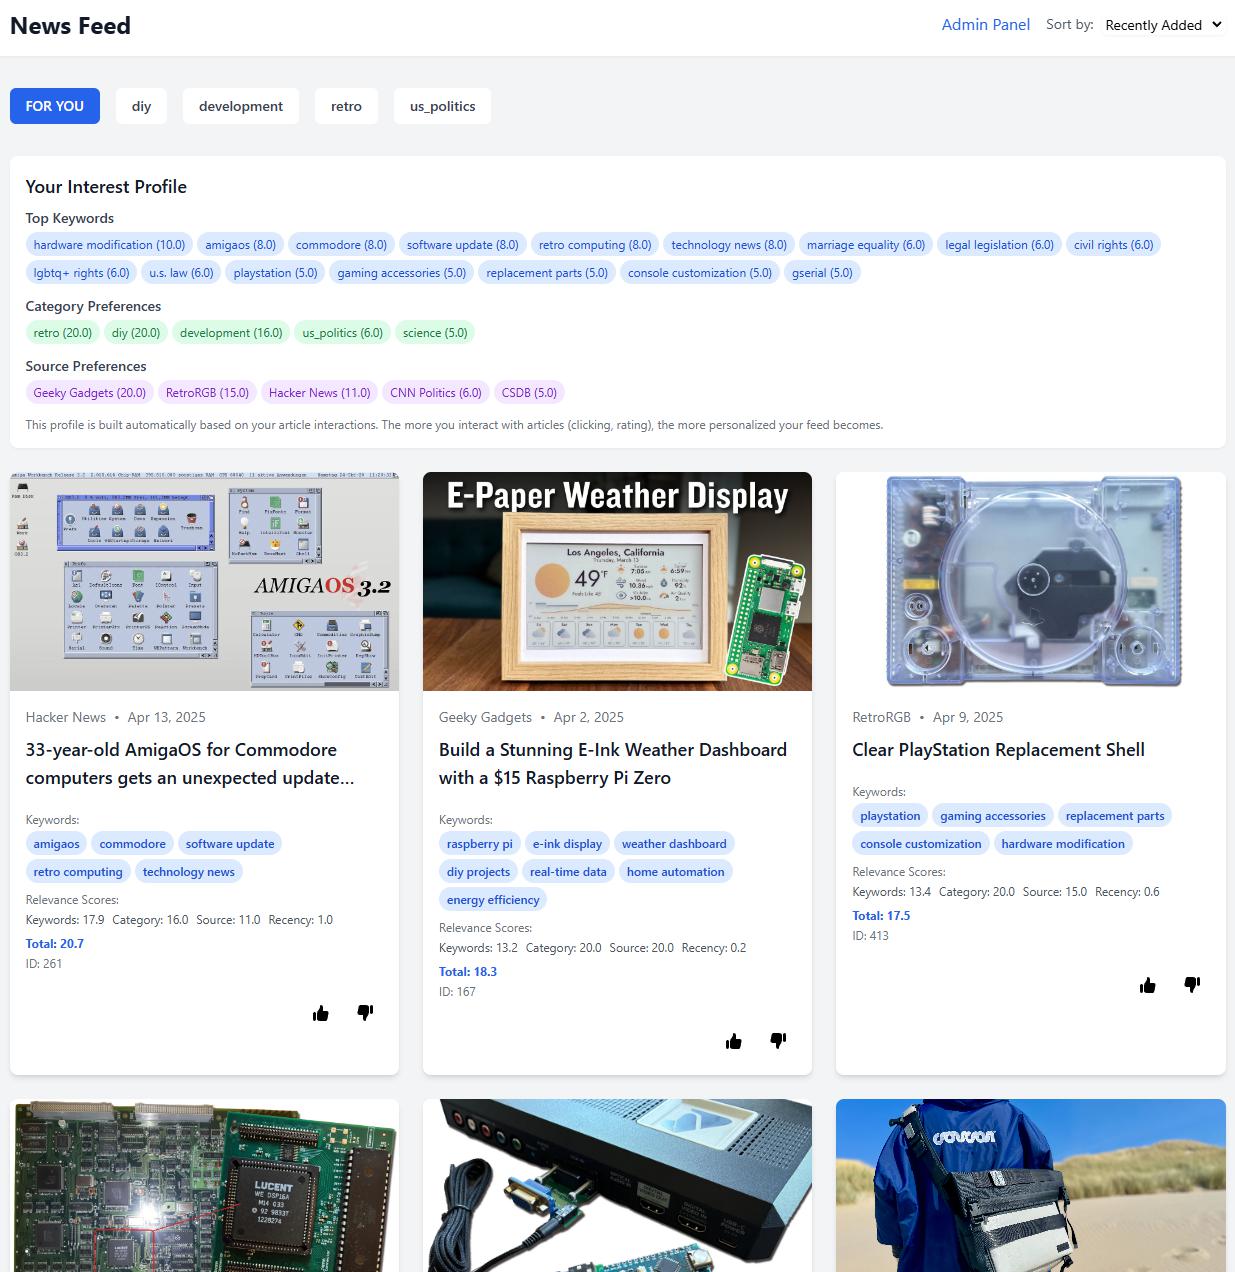 News Feed
Admin Panel Sort by: Recently Added
FOR YOU diy development retro us_politics
Your Interest Profile
Top Keywords
hardware modification (10.0) amigaos (8.0) commodore (8.0) software update (8.0) retro computing (8.0) technology news (8.0) marriage equality (6.0) legal legislation (6.0) civil rights (6.0)
lgbtq+ rights (6.0) u.s. law (6.0) playstation (5.0) gaming accessories (5.0) replacement parts (5.0) console customization (5.0) gserial (5.0)
Category Preferences
retro (20.0) diy (20.0) development (16.0) us_politics (6.0) science (5.0)
Source Preferences
Geeky Gadgets (20.0) RetroRGB (15.0) Hacker News (11.0) CNN Politics (6.0) CSDB (5.0)
This profile is built automatically based on your article interactions. The more you interact with articles (clicking, rating), the more personalized your feed becomes.
AMIGAOS 3.2
Hacker News • Apr 13, 2025
33-year-old AmigaOS for Commodore
computers gets an unexpected update...
Keywords:
amigaos commodore software update
retro computing technology news
Relevance Scores:
Keywords: 17.9 Category: 16.0 Source: 11.0 Recency: 1.0
Total: 20.7
ID: 261
E-Paper Weather Display
Los Angeles, California
49°F
Geeky Gadgets • Apr 2, 2025
Build a Stunning E-Ink Weather Dashboard
with a $15 Raspberry Pi Zero
Keywords:
raspberry pi e-ink display weather dashboard
diy projects real-time data home automation
energy efficiency
Relevance Scores:
Keywords: 13.2 Category: 20.0 Source: 20.0 Recency: 0.2
Total: 18.3
ID: 167
RetroRGB • Apr 9, 2025
Clear PlayStation Replacement Shell
Keywords:
playstation gaming accessories replacement parts
console customization hardware modification
Relevance Scores:
Keywords: 13.4 Category: 20.0 Source: 15.0 Recency: 0.6
Total: 17.5
ID: 413
LUCENT
WE DSP16A